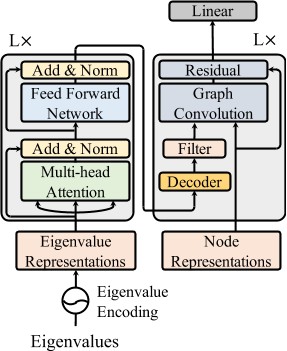 Linear
L×
Add & Norm
Feed Forward
Network
Add & Norm
Multi-head
Attention
Eigenvalue
Representations
Eigenvalue
Encoding
Eigenvalues
L×
Residual
Graph
Convolution
Filter
Decoder
Node
Representations